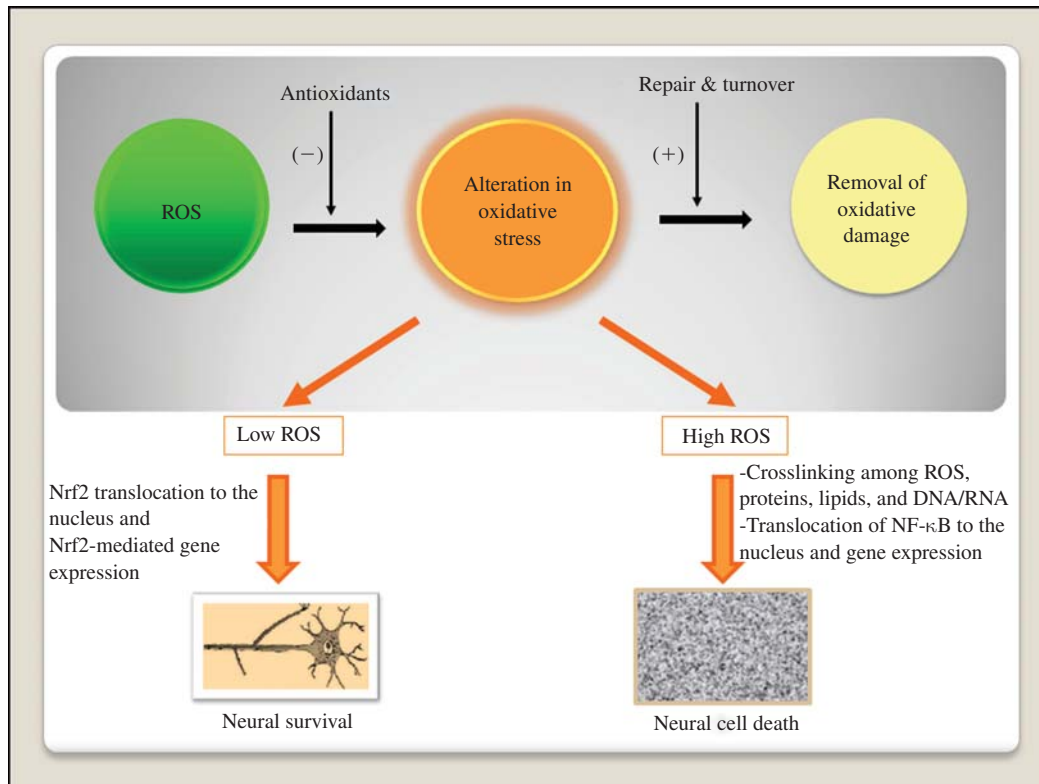 Antioxidants
Repair & turnover
(−)
(+)
ROS
Alteration in
oxidative
stress
Removal of
oxidative
damage
Low ROS
High ROS
Nrf2 translocation to the
nucleus and
Nrf2-mediated gene
expression
-Crosslinking among ROS,
proteins, lipids, and DNA/RNA
-Translocation of NF-κB to the
nucleus and gene expression
Neural survival
Neural cell death